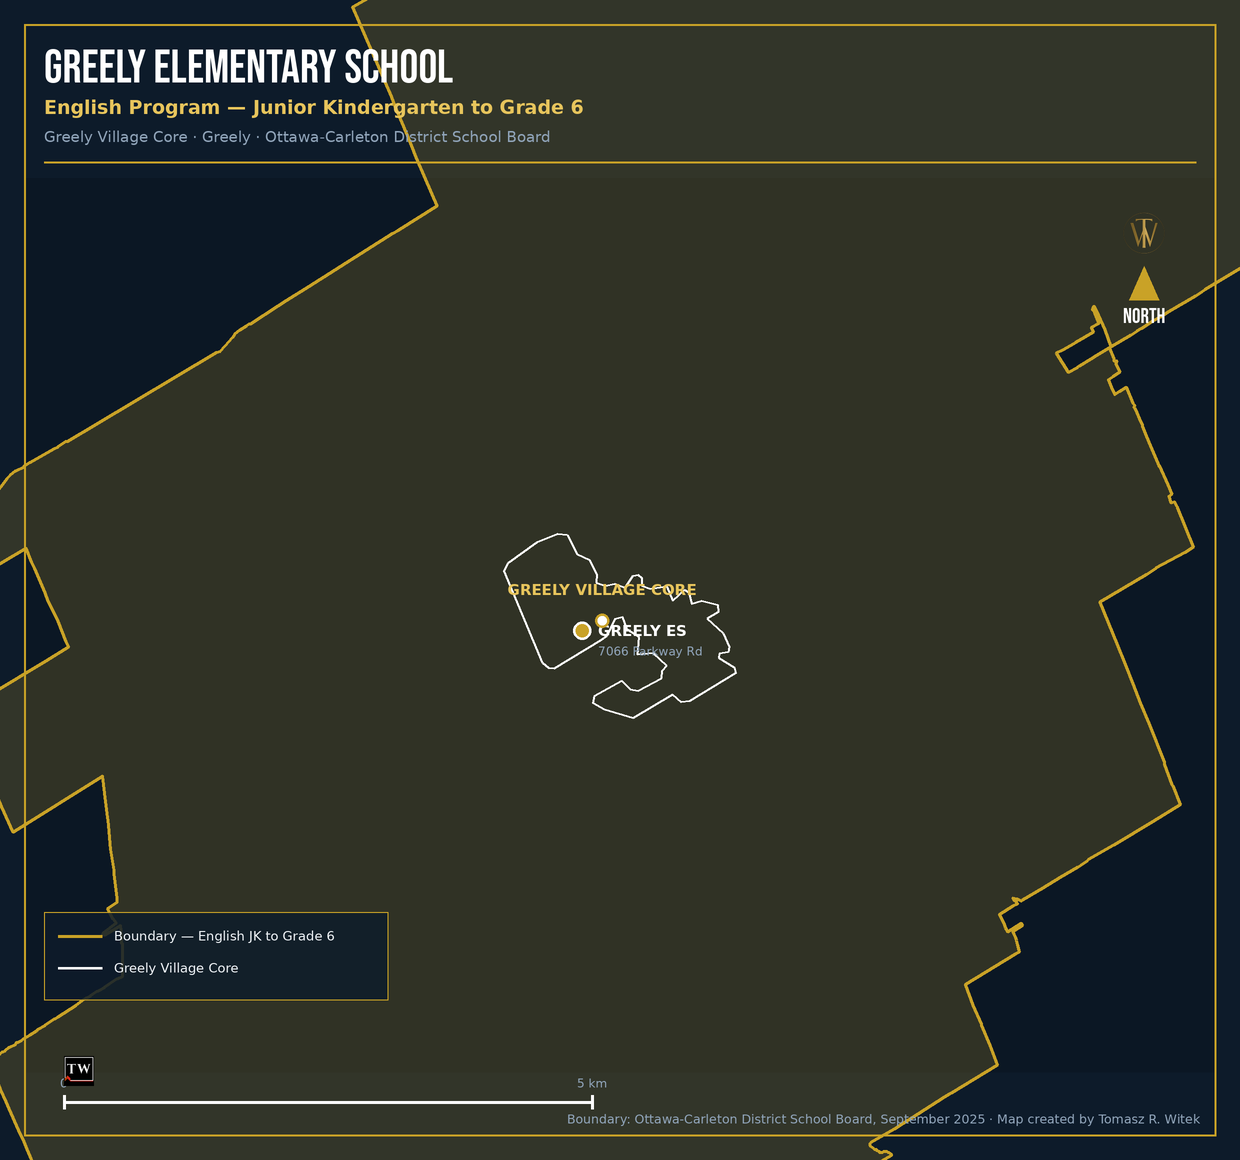 GREELY ELEMENTARY SCHOOL
English Program — Junior Kindergarten to Grade 6
Greely Village Core · Greely · Ottawa-Carleton District School Board
TW
NORTH
GREELY VILLAGE CORE
GREELY ES
7066 Parkway Rd
Boundary — English JK to Grade 6
Greely Village Core
TW
0 5 km
Boundary: Ottawa-Carleton District School Board, September 2025 · Map created by Tomasz R. Witek